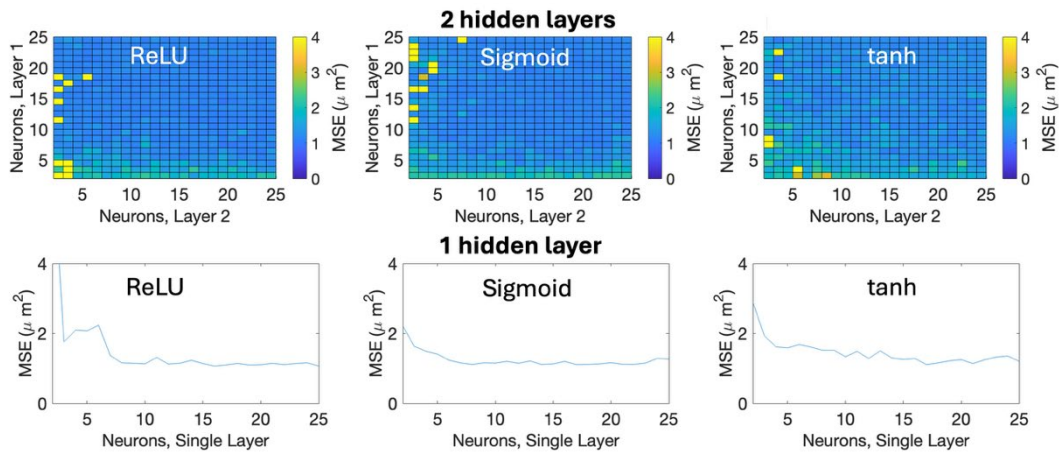 2 hidden layers
ReLU
Neurons, Layer 1
25
20
15
10
5
5 10 15 20 25
Neurons, Layer 2
4
3
2
1
0
MSE (μ m²)
Sigmoid
Neurons, Layer 1
25
20
15
10
5
5 10 15 20 25
Neurons, Layer 2
4
3
2
1
0
MSE (μ m²)
tanh
Neurons, Layer 1
25
20
15
10
5
5 10 15 20 25
Neurons, Layer 2
4
3
2
1
0
MSE (μ m²)
1 hidden layer
ReLU
MSE (μ m²)
4
2
0
5 10 15 20 25
Neurons, Single Layer
Sigmoid
MSE (μ m²)
4
2
0
5 10 15 20 25
Neurons, Single Layer
tanh
MSE (μ m²)
4
2
0
5 10 15 20 25
Neurons, Single Layer